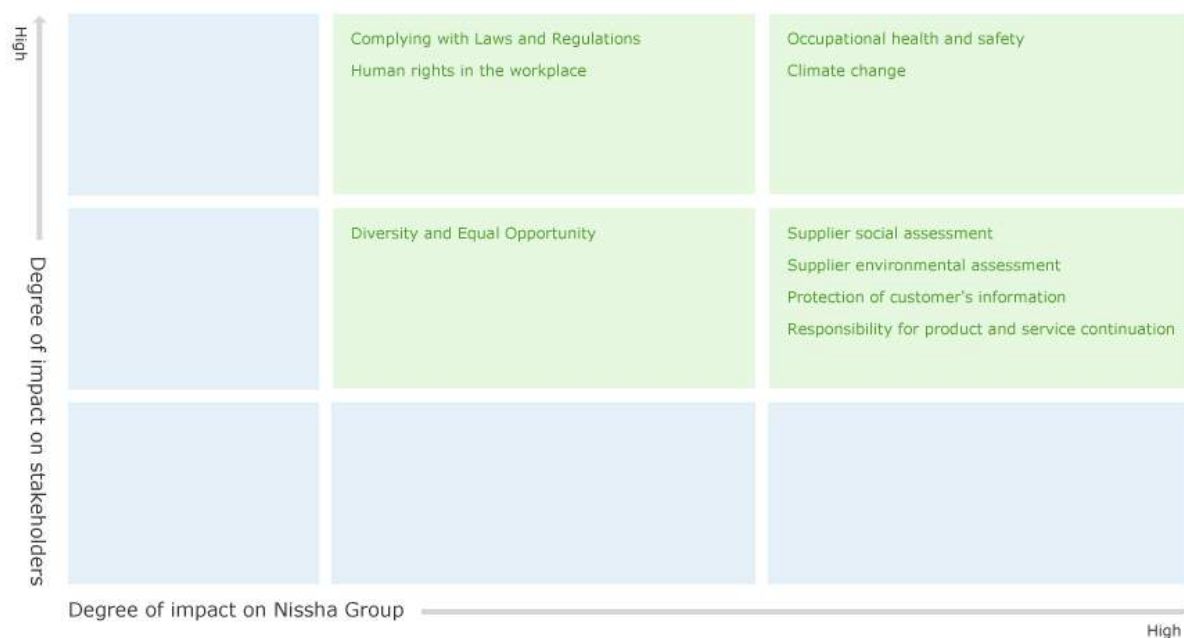 High
Degree of impact on stakeholders
Complying with Laws and Regulations
Human rights in the workplace
Occupational health and safety
Climate change
Diversity and Equal Opportunity
Supplier social assessment
Supplier environmental assessment
Protection of customer's information
Responsibility for product and service continuation
Degree of impact on Nissha Group
High